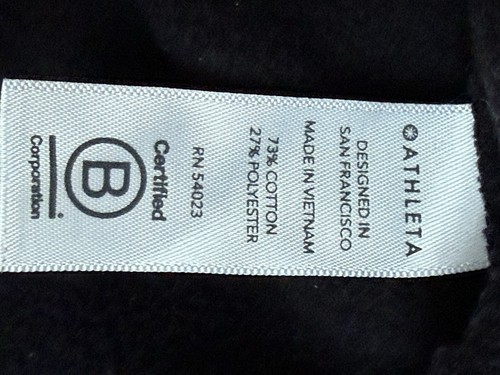 ATHLETA
DESIGNED IN
SAN FRANCISCO
MADE IN VIETNAM
73% COTTON
27% POLYESTER
RN 54023
Certified
B
Corporation